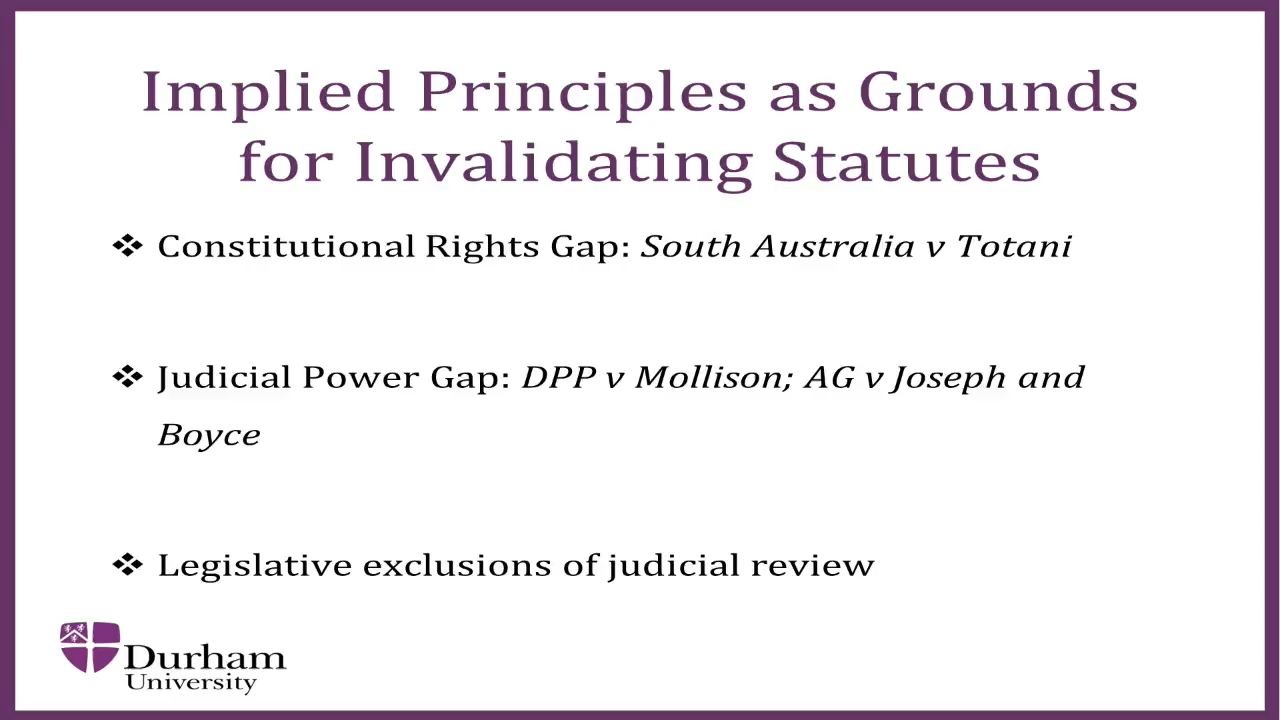 Implied Principles as Grounds
for Invalidating Statutes
❖ Constitutional Rights Gap: South Australia v Totani
❖ Judicial Power Gap: DPP v Mollison; AG v Joseph and
Boyce
❖ Legislative exclusions of judicial review
Durham
University